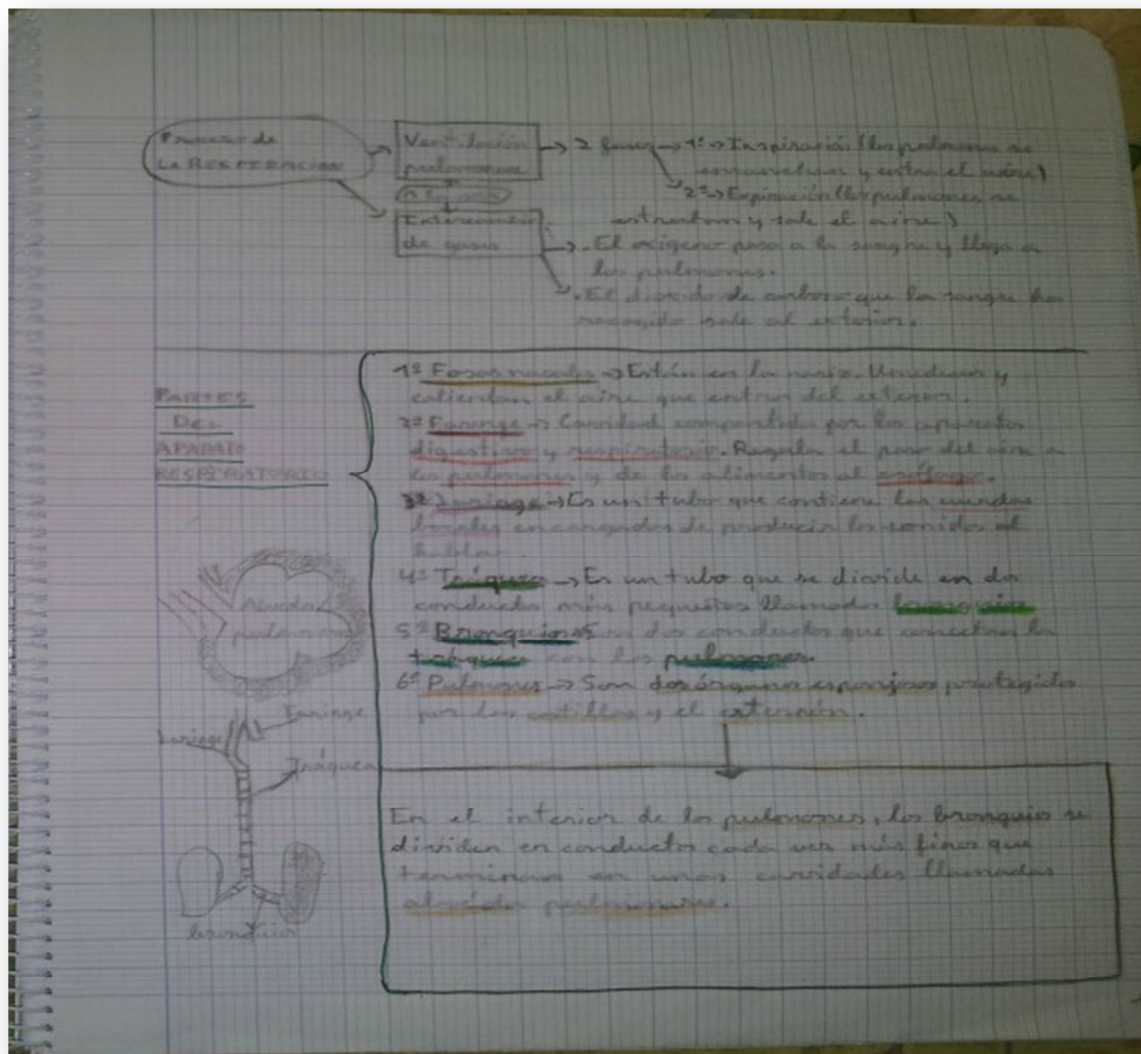 Proceso de
LA RESPIRACIÓN
Ventilación
pulmonar
2 fases → 1º → Inspiración (los pulmones se
ensanchan y entra el aire)
2º → Espiración (los pulmones se
estrechan y sale el aire)
Intercambio
de gases
. El oxigeno pasa a la sangre y llega a
los pulmones.
. El dioxido de carbono que la sangre ha
recogido sale al exterior.
PARTES
DEL
APARATO
RESPIRATORIO
1º Fosas nasales → Están en la nariz. Umedecen y
calientan el aire que entra del exterior.
2º Faringe → Cavidad compartida por los aparatos
digestivo y respiratorio. Regula el paso del aire a
los pulmones y de los alimentos al esófago.
3º Laringe → Es un tubo que contiene las cuerdas
bocales encargadas de producir los sonidos al
hablar.
4º Tráquea → Es un tubo que se divide en dos
conductos más pequeños llamados bronquios
5º Bronquios Son dos conductos que conectan la
tráquea con los pulmones.
6º Pulmones → Son dos órganos esponjosos protegidos
por las costillas y el esternón.
En el interior de los pulmones, los bronquios se
dividen en conductos cada vez más finos que
terminan en unas cavidades llamadas
alveolos pulmonares.
Alveolo
pulmonar
Faringe
Laringe
Tráquea
bronquios